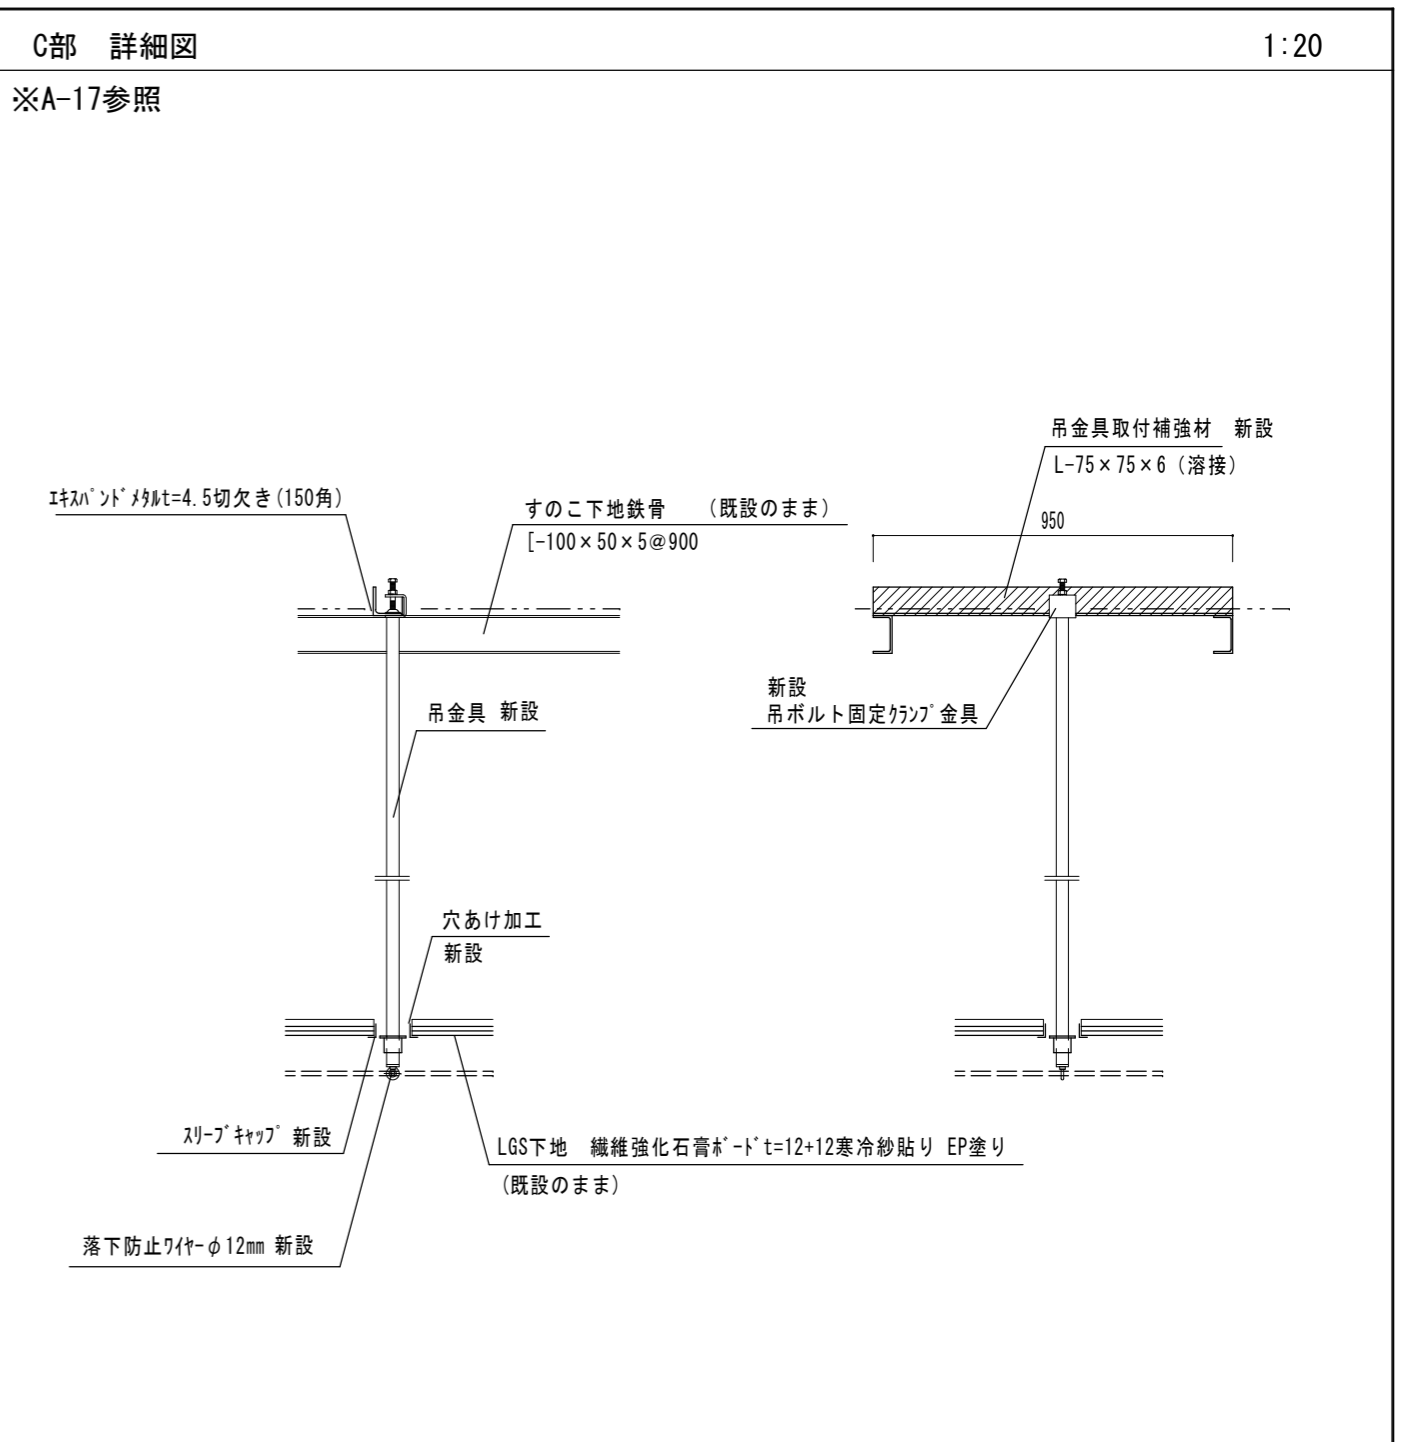 C部 詳細図 1:20
※A-17参照
吊金具取付補強材 新設
L-75×75×6 (溶接)
ｴｷｽﾊﾟﾝﾄﾞﾒﾀﾙt=4.5切欠き(150角)
すのこ下地鉄骨 (既設のまま)
[-100×50×5@900
950
新設
吊ボルト固定ｸﾗﾝﾌﾟ金具
吊金具 新設
穴あけ加工
新設
ｽﾘｰﾌﾞｷｬｯﾌﾟ 新設
LGS下地 繊維強化石膏ﾎﾞｰﾄﾞt=12+12寒冷紗貼り EP塗り
(既設のまま)
落下防止ﾜｲﾔｰφ12mm 新設